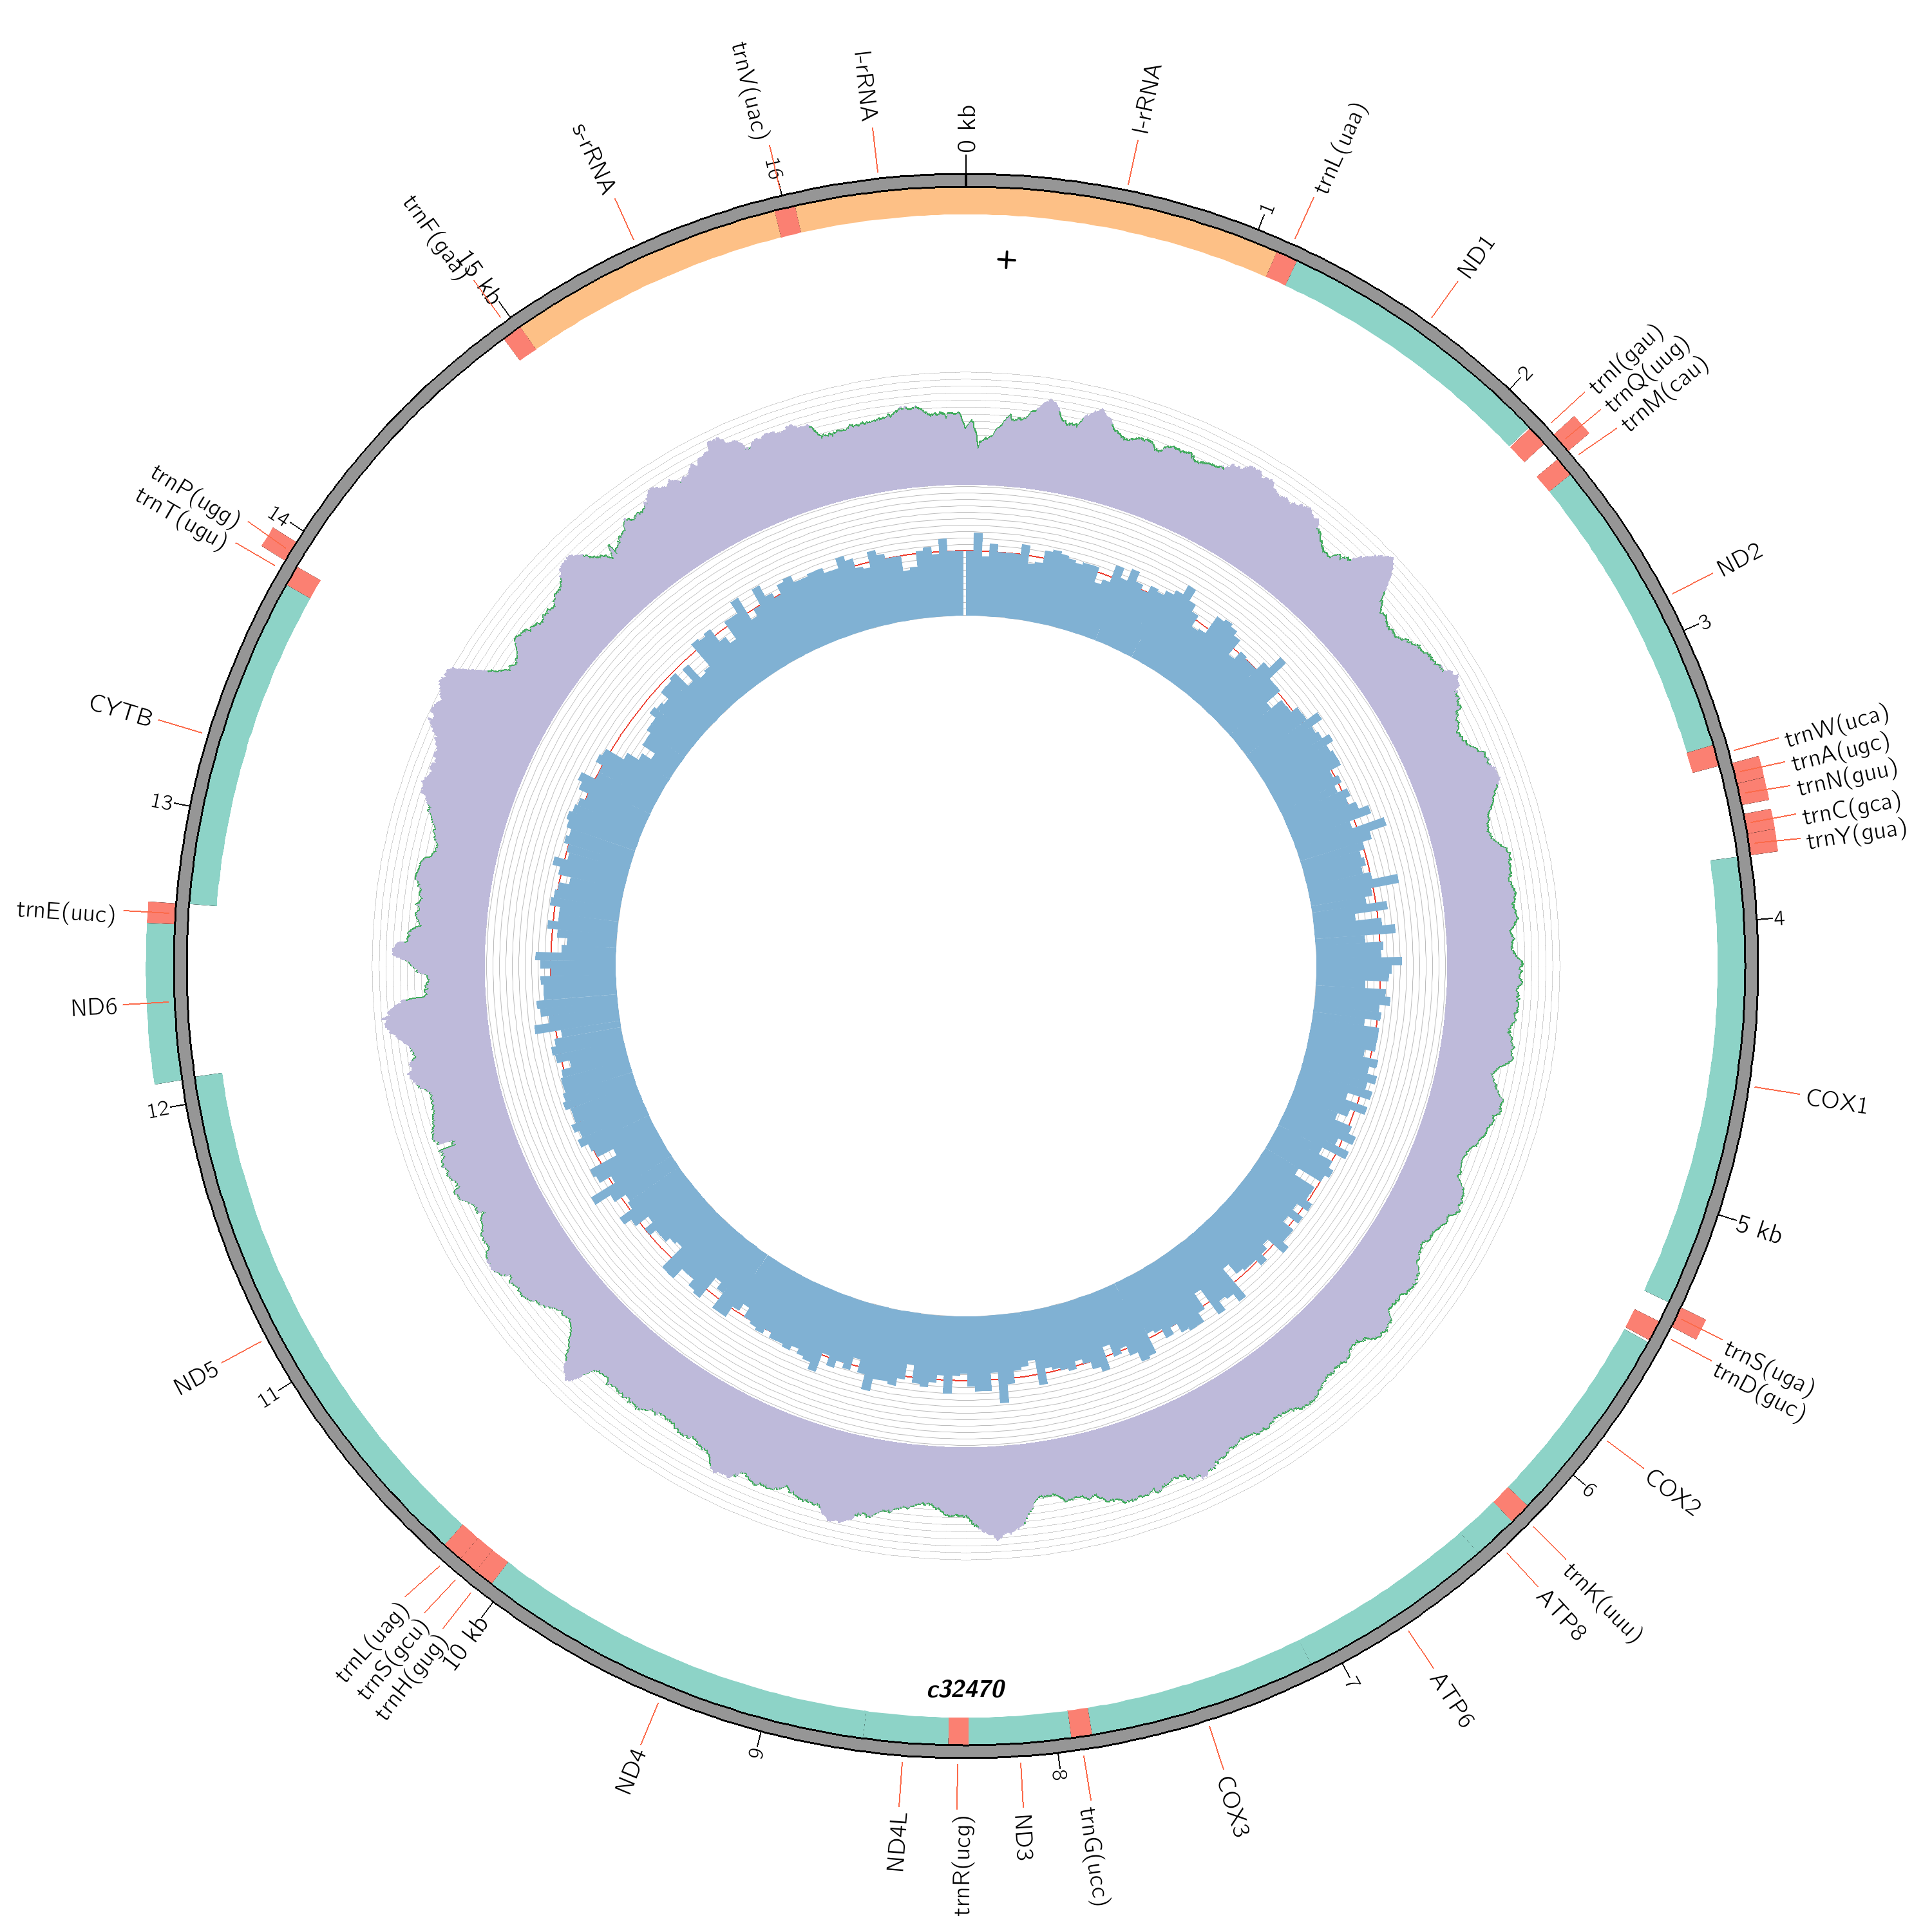 0 kb
l-rRNA
1
trnL(uaa)
ND1
2
trnI(gau)
trnQ(uug)
trnM(cau)
ND2
3
trnW(uca)
trnA(ugc)
trnN(guu)
trnC(gca)
trnY(gua)
4
COX1
5 kb
trnS(uga)
trnD(guc)
COX2
6
trnK(uuu)
ATP8
ATP6
7
COX3
trnG(ucc)
8
ND3
trnR(ucg)
ND4L
9
ND4
10 kb
trnH(gug)
trnS(gcu)
trnL(uag)
11
ND5
12
ND6
trnE(uuc)
13
CYTB
trnT(ugu)
trnP(ugg)
14
15 kb
trnF(gaa)
s-rRNA
16
trnV(uac)
l-rRNA
+
c32470